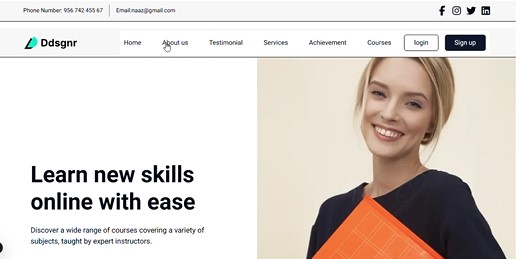 Phone Number: 956 742 455 67 Email:naaz@gmail.com
Ddsgnr Home About us Testimonial Services Achievement Courses login Sign up
Learn new skills
online with ease
Discover a wide range of courses covering a variety of
subjects, taught by expert instructors.